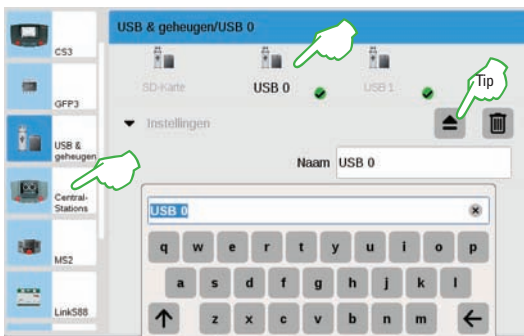 USB & geheugen/USB 0
CS3
GFP3
USB &
geheugen
Central-
Stations
MS2
LinkS88
SD-Karte
USB 0
USB 1
Tip
Instellingen
Naam
USB 0
USB 0
q w e r t y u i o p
a s d f g h j k l
z x c v b n m